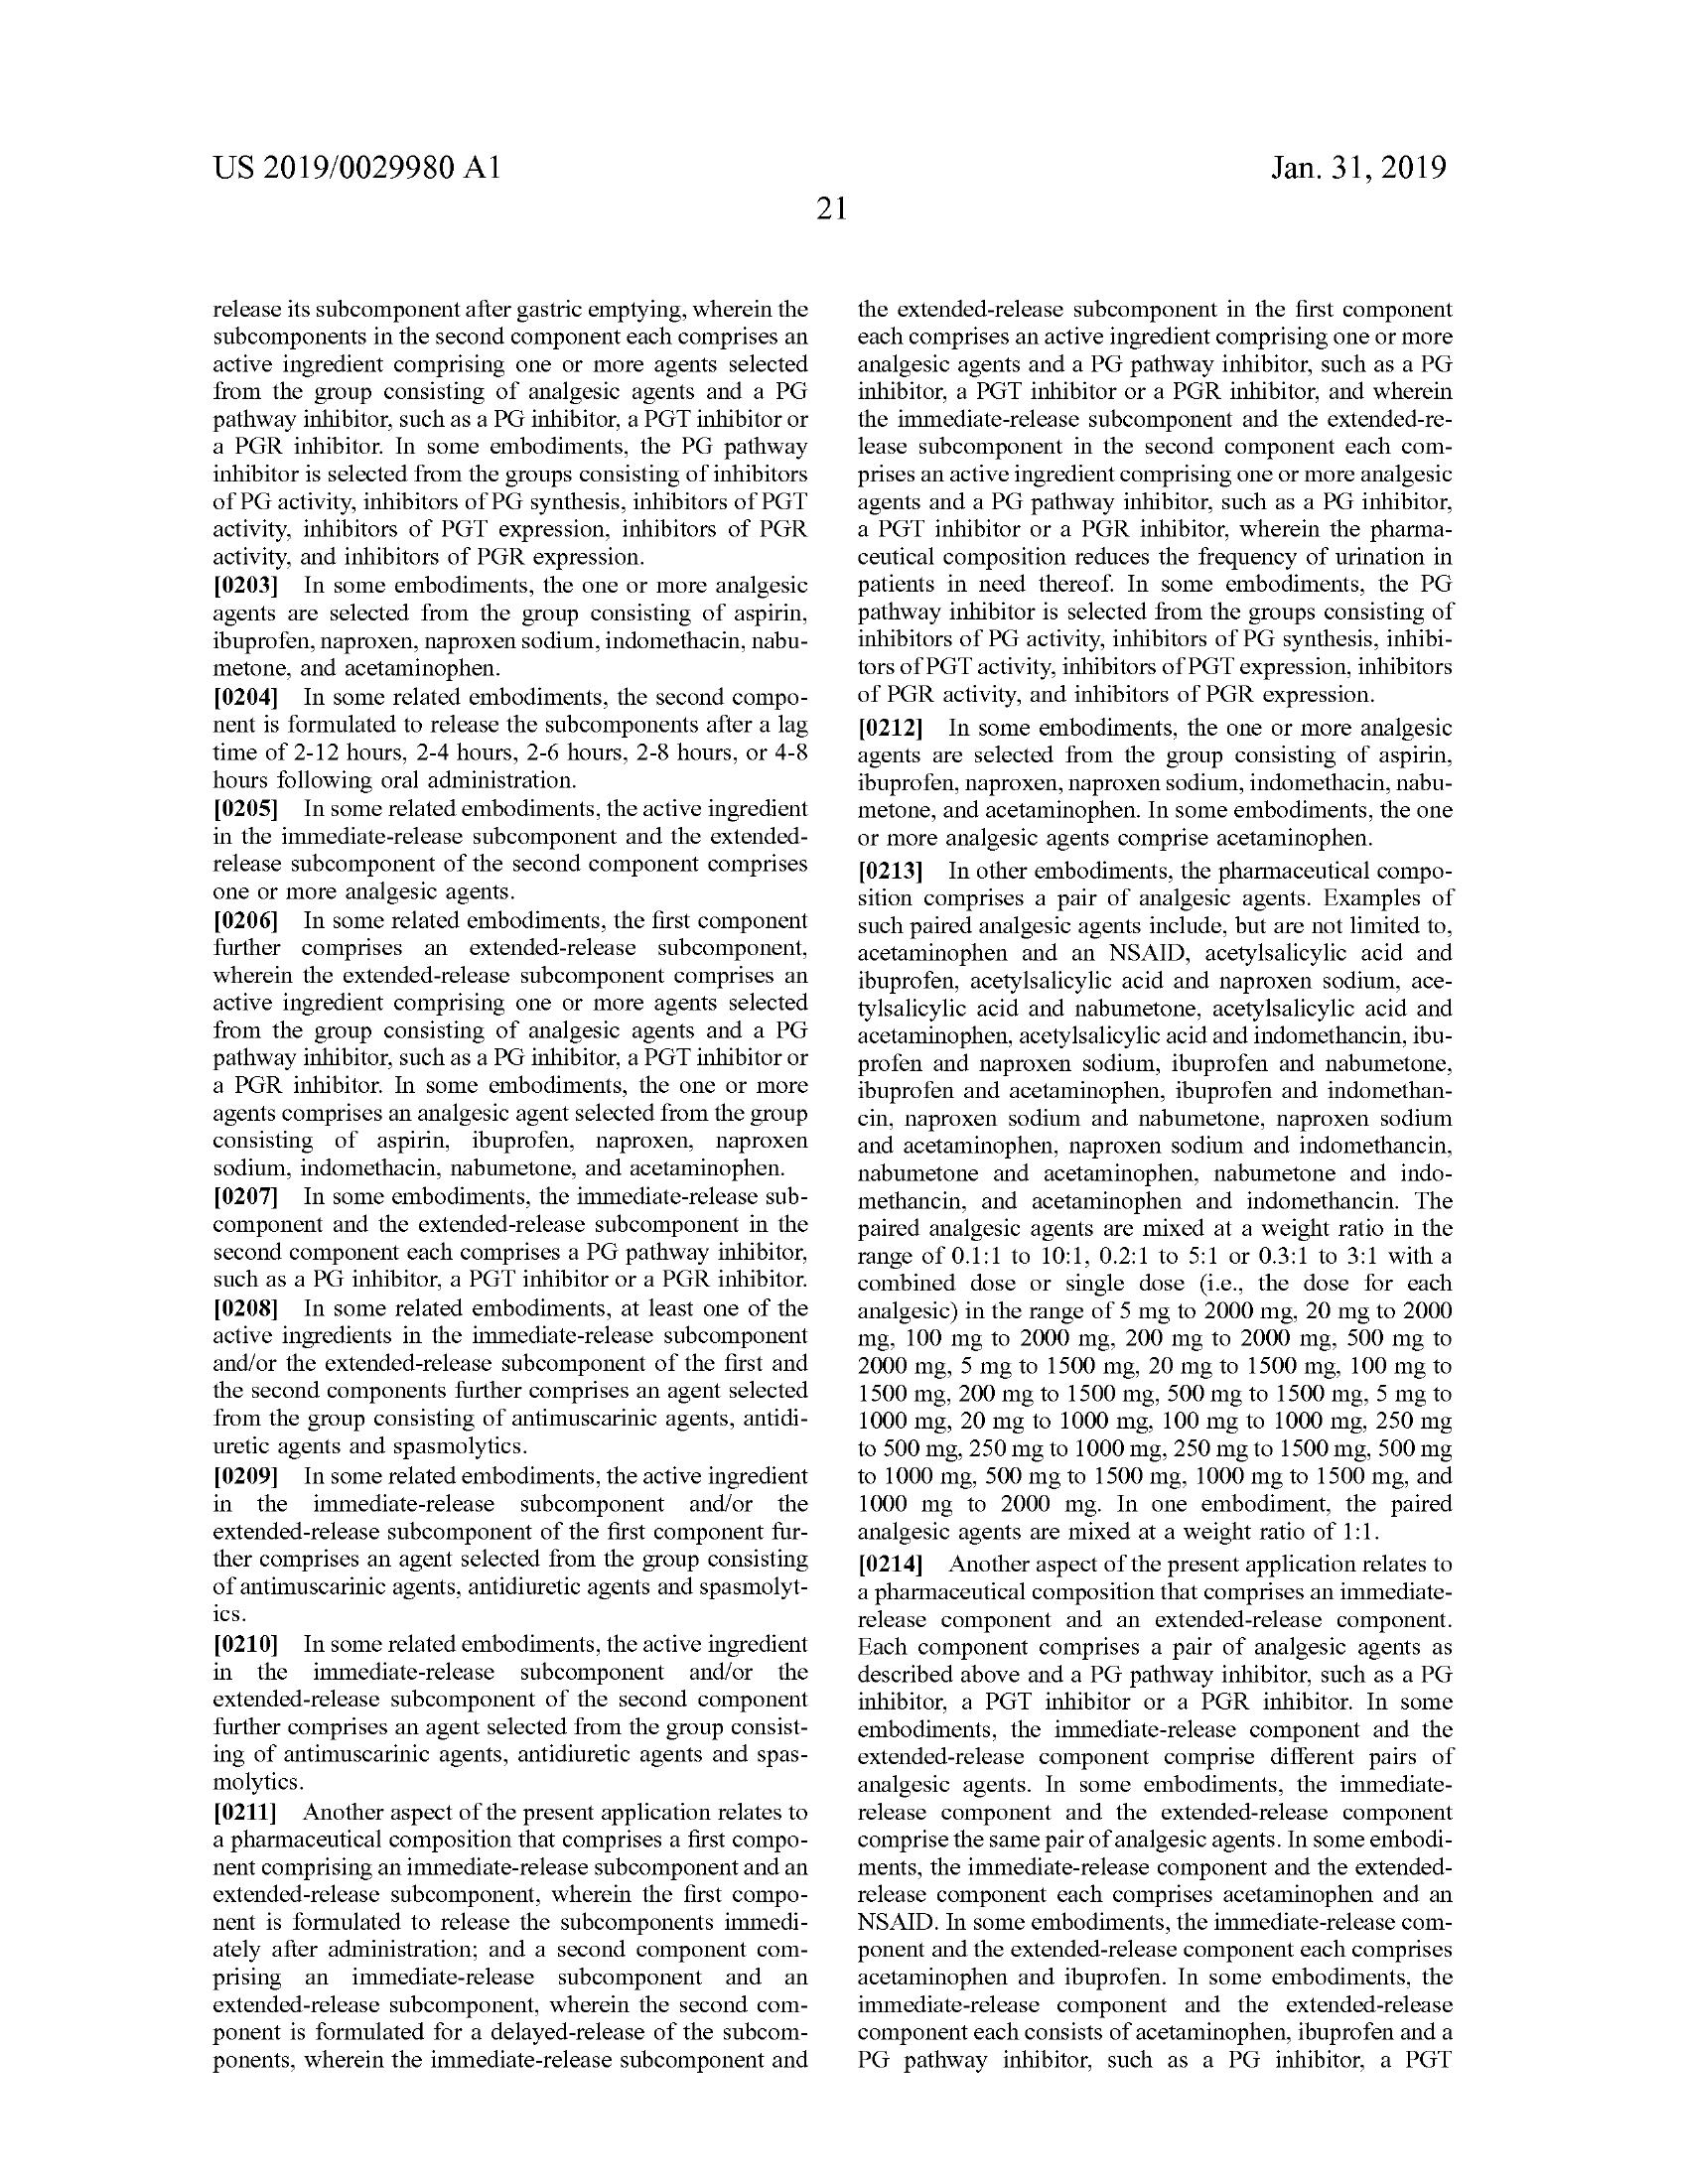 US 2019/0029980 A1
Jan. 31, 2019
21
release its subcomponent after gastric emptying, wherein the
subcomponents in the second component each comprises an
active ingredient comprising one or more agents selected
from the group consisting of analgesic agents and a PG
pathway inhibitor, such as a PG inhibitor, a PGT inhibitor or
a PGR inhibitor. In some embodiments, the PG pathway
inhibitor is selected from the groups consisting of inhibitors
of PG activity, inhibitors of PG synthesis, inhibitors of PGT
activity, inhibitors of PGT expression, inhibitors of PGR
activity, and inhibitors of PGR expression.
[0203] In some embodiments, the one or more analgesic
agents are selected from the group consisting of aspirin,
ibuprofen, naproxen, naproxen sodium, indomethacin, nabu-
metone, and acetaminophen.
[0204] In some related embodiments, the second compo-
nent is formulated to release the subcomponents after a lag
time of 2-12 hours, 2-4 hours, 2-6 hours, 2-8 hours, or 4-8
hours following oral administration.
[0205] In some related embodiments, the active ingredient
in the immediate-release subcomponent and the extended-
release subcomponent of the second component comprises
one or more analgesic agents.
[0206] In some related embodiments, the first component
further comprises an extended-release subcomponent,
wherein the extended-release subcomponent comprises an
active ingredient comprising one or more agents selected
from the group consisting of analgesic agents and a PG
pathway inhibitor, such as a PG inhibitor, a PGT inhibitor or
a PGR inhibitor. In some embodiments, the one or more
agents comprises an analgesic agent selected from the group
consisting of aspirin, ibuprofen, naproxen, naproxen
sodium, indomethacin, nabumetone, and acetaminophen.
[0207] In some embodiments, the immediate-release sub-
component and the extended-release subcomponent in the
second component each comprises a PG pathway inhibitor,
such as a PG inhibitor, a PGT inhibitor or a PGR inhibitor.
[0208] In some related embodiments, at least one of the
active ingredients in the immediate-release subcomponent
and/or the extended-release subcomponent of the first and
the second components further comprises an agent selected
from the group consisting of antimuscarinic agents, antidi-
uretic agents and spasmolytics.
[0209] In some related embodiments, the active ingredient
in the immediate-release subcomponent and/or the
extended-release subcomponent of the first component fur-
ther comprises an agent selected from the group consisting
of antimuscarinic agents, antidiuretic agents and spasmolyt-
ics.
[0210] In some related embodiments, the active ingredient
in the immediate-release subcomponent and/or the
extended-release subcomponent of the second component
further comprises an agent selected from the group consist-
ing of antimuscarinic agents, antidiuretic agents and spas-
molytics.
[0211] Another aspect of the present application relates to
a pharmaceutical composition that comprises a first compo-
nent comprising an immediate-release subcomponent and an
extended-release subcomponent, wherein the first compo-
nent is formulated to release the subcomponents immedi-
ately after administration; and a second component com-
prising an immediate-release subcomponent and an
extended-release subcomponent, wherein the second com-
ponent is formulated for a delayed-release of the subcom-
ponents, wherein the immediate-release subcomponent and
the extended-release subcomponent in the first component
each comprises an active ingredient comprising one or more
analgesic agents and a PG pathway inhibitor, such as a PG
inhibitor, a PGT inhibitor or a PGR inhibitor, and wherein
the immediate-release subcomponent and the extended-re-
lease subcomponent in the second component each com-
prises an active ingredient comprising one or more analgesic
agents and a PG pathway inhibitor, such as a PG inhibitor,
a PGT inhibitor or a PGR inhibitor, wherein the pharma-
ceutical composition reduces the frequency of urination in
patients in need thereof. In some embodiments, the PG
pathway inhibitor is selected from the groups consisting of
inhibitors of PG activity, inhibitors of PG synthesis, inhibi-
tors of PGT activity, inhibitors of PGT expression, inhibitors
of PGR activity, and inhibitors of PGR expression.
[0212] In some embodiments, the one or more analgesic
agents are selected from the group consisting of aspirin,
ibuprofen, naproxen, naproxen sodium, indomethacin, nabu-
metone, and acetaminophen. In some embodiments, the one
or more analgesic agents comprise acetaminophen.
[0213] In other embodiments, the pharmaceutical compo-
sition comprises a pair of analgesic agents. Examples of
such paired analgesic agents include, but are not limited to,
acetaminophen and an NSAID, acetylsalicylic acid and
ibuprofen, acetylsalicylic acid and naproxen sodium, ace-
tylsalicylic acid and nabumetone, acetylsalicylic acid and
acetaminophen, acetylsalicylic acid and indomethancin, ibu-
profen and naproxen sodium, ibuprofen and nabumetone,
ibuprofen and acetaminophen, ibuprofen and indomethan-
cin, naproxen sodium and nabumetone, naproxen sodium
and acetaminophen, naproxen sodium and indomethancin,
nabumetone and acetaminophen, nabumetone and indo-
methancin, and acetaminophen and indomethancin. The
paired analgesic agents are mixed at a weight ratio in the
range of 0.1:1 to 10:1, 0.2:1 to 5:1 or 0.3:1 to 3:1 with a
combined dose or single dose (i.e., the dose for each
analgesic) in the range of 5 mg to 2000 mg, 20 mg to 2000
mg, 100 mg to 2000 mg, 200 mg to 2000 mg, 500 mg to
2000 mg, 5 mg to 1500 mg, 20 mg to 1500 mg, 100 mg to
1500 mg, 200 mg to 1500 mg, 500 mg to 1500 mg, 5 mg to
1000 mg, 20 mg to 1000 mg, 100 mg to 1000 mg, 250 mg
to 500 mg, 250 mg to 1000 mg, 250 mg to 1500 mg, 500 mg
to 1000 mg, 500 mg to 1500 mg, 1000 mg to 1500 mg, and
1000 mg to 2000 mg. In one embodiment, the paired
analgesic agents are mixed at a weight ratio of 1:1.
[0214] Another aspect of the present application relates to
a pharmaceutical composition that comprises an immediate-
release component and an extended-release component.
Each component comprises a pair of analgesic agents as
described above and a PG pathway inhibitor, such as a PG
inhibitor, a PGT inhibitor or a PGR inhibitor. In some
embodiments, the immediate-release component and the
extended-release component comprise different pairs of
analgesic agents. In some embodiments, the immediate-
release component and the extended-release component
comprise the same pair of analgesic agents. In some embodi-
ments, the immediate-release component and the extended-
release component each comprises acetaminophen and an
NSAID. In some embodiments, the immediate-release com-
ponent and the extended-release component each comprises
acetaminophen and ibuprofen. In some embodiments, the
immediate-release component and the extended-release
component each consists of acetaminophen, ibuprofen and a
PG pathway inhibitor, such as a PG inhibitor, a PGT